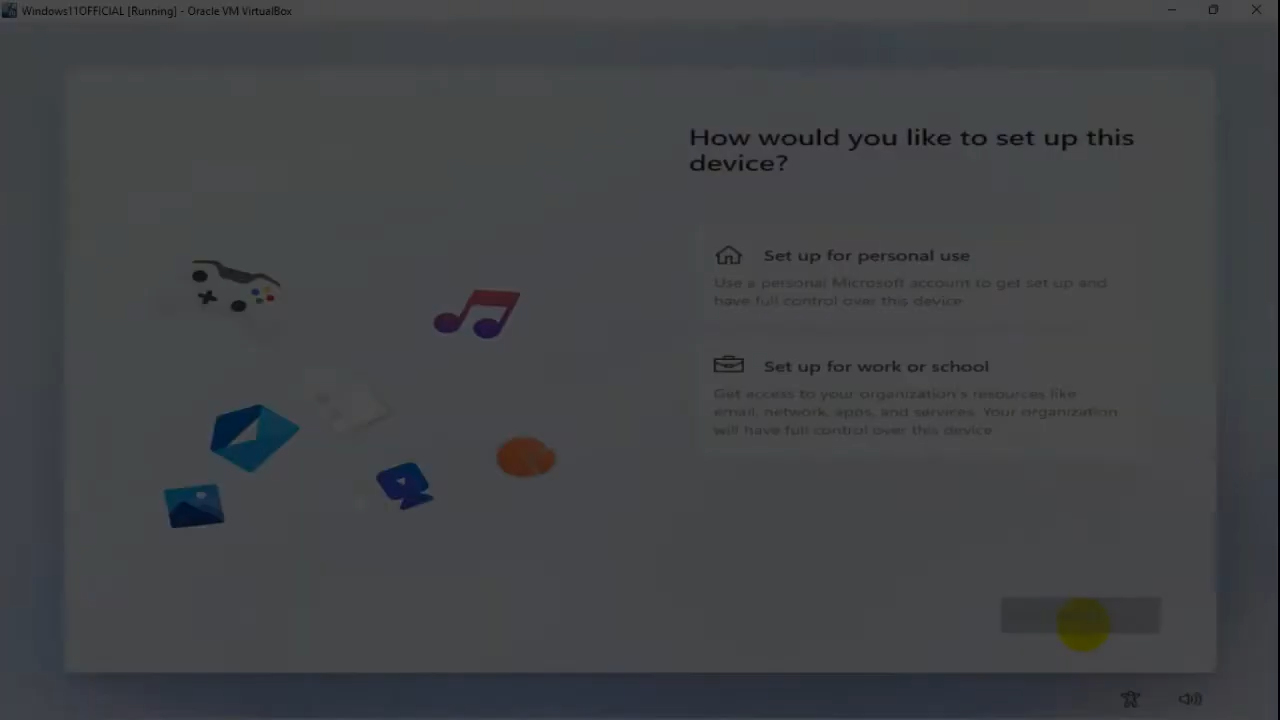 Windows11OFFICIAL [Running] - Oracle VM VirtualBox
How would you like to set up this
device?
Set up for personal use
Use a personal Microsoft account to get set up and
have full control over this device
Set up for work or school
Get access to your organization's resources like
email, network, apps, and services. Your organization
will have full control over this device